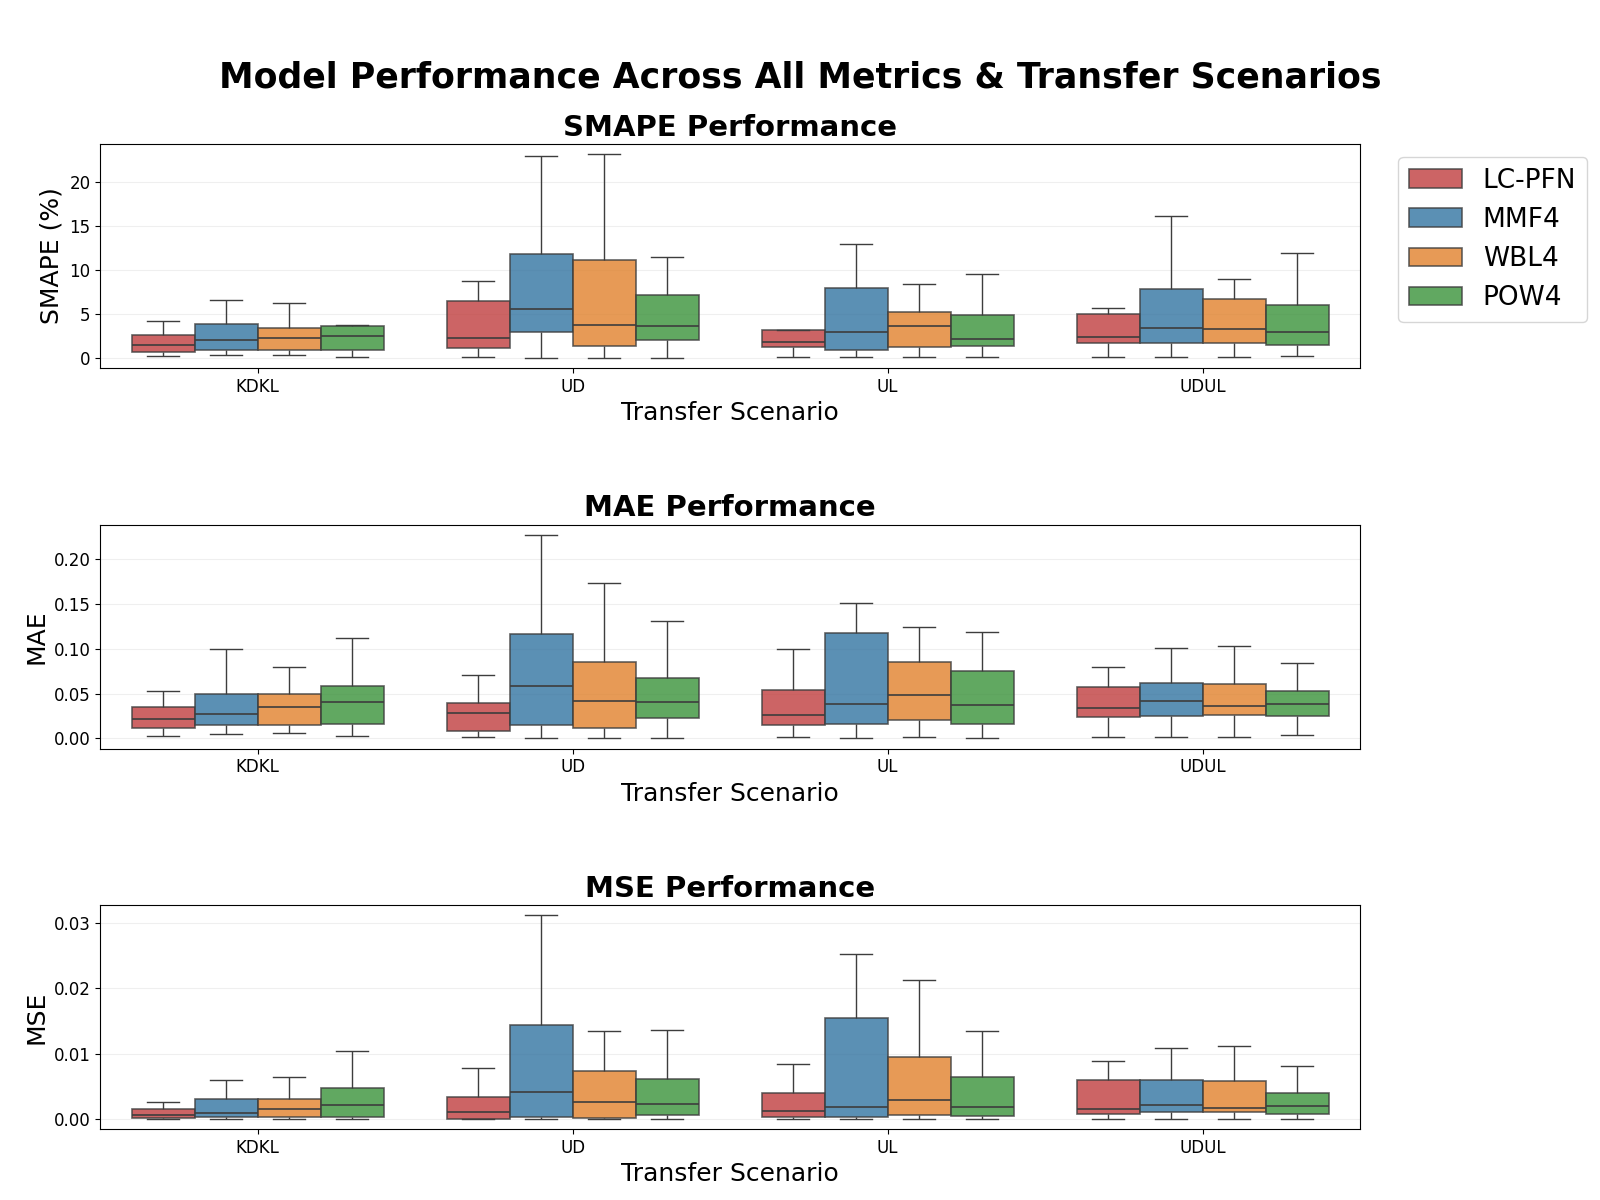 Model Performance Across All Metrics & Transfer Scenarios
SMAPE Performance
SMAPE (%)
20
15
10
5
0
KDKL UD UL UDUL
Transfer Scenario
LC-PFN
MMF4
WBL4
POW4
MAE Performance
MAE
0.20
0.15
0.10
0.05
0.00
KDKL UD UL UDUL
Transfer Scenario
MSE Performance
MSE
0.03
0.02
0.01
0.00
KDKL UD UL UDUL
Transfer Scenario